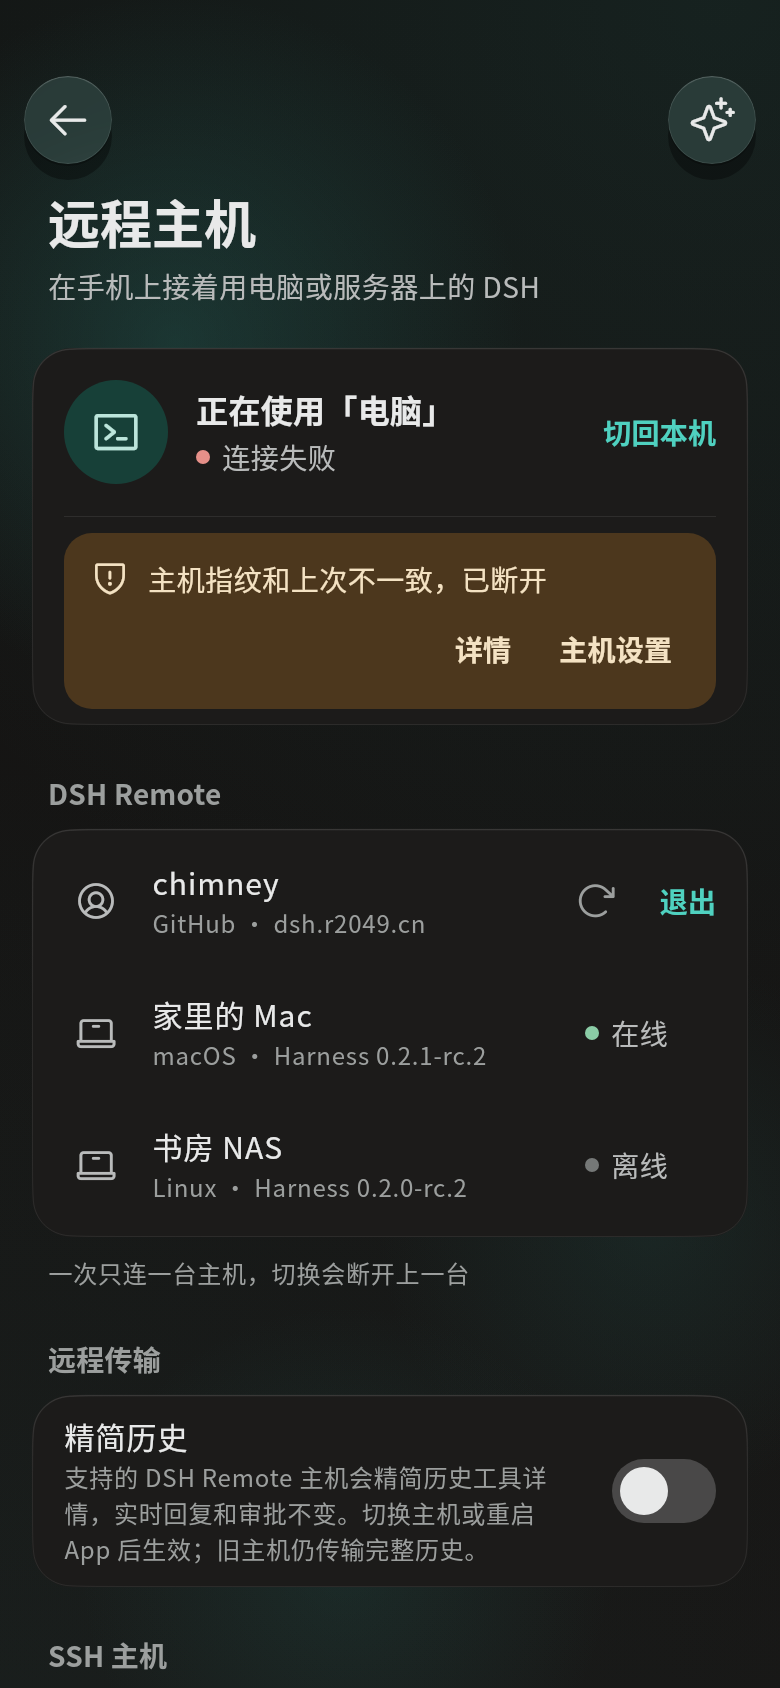 远程主机
在手机上接着用电脑或服务器上的 DSH
正在使用「电脑」
连接失败
切回本机
主机指纹和上次不一致，已断开
详情
主机设置
DSH Remote
chimney
GitHub • dsh.r2049.cn
退出
家里的 Mac
macOS • Harness 0.2.1-rc.2
在线
书房 NAS
Linux • Harness 0.2.0-rc.2
离线
一次只连一台主机，切换会断开上一台
远程传输
精简历史
支持的 DSH Remote 主机会精简历史工具详
情，实时回复和审批不变。切换主机或重启
App 后生效；旧主机仍传输完整历史。
SSH 主机